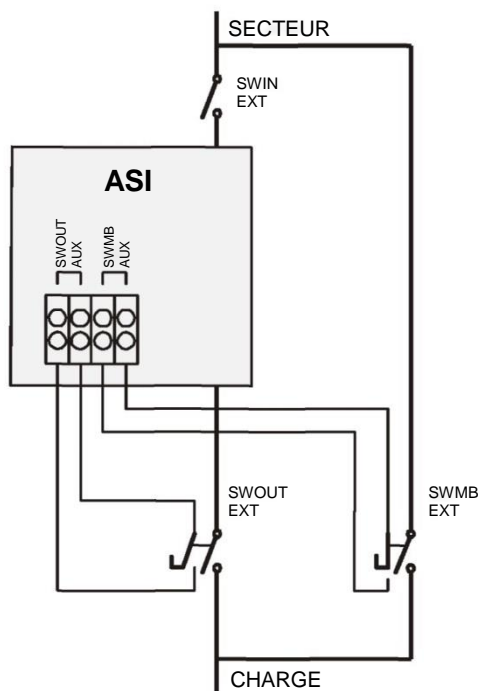 SECTEUR
SWIN
EXT
ASI
SWOUT
AUX
SWMB
AUX
SWOUT
EXT
SWMB
EXT
CHARGE